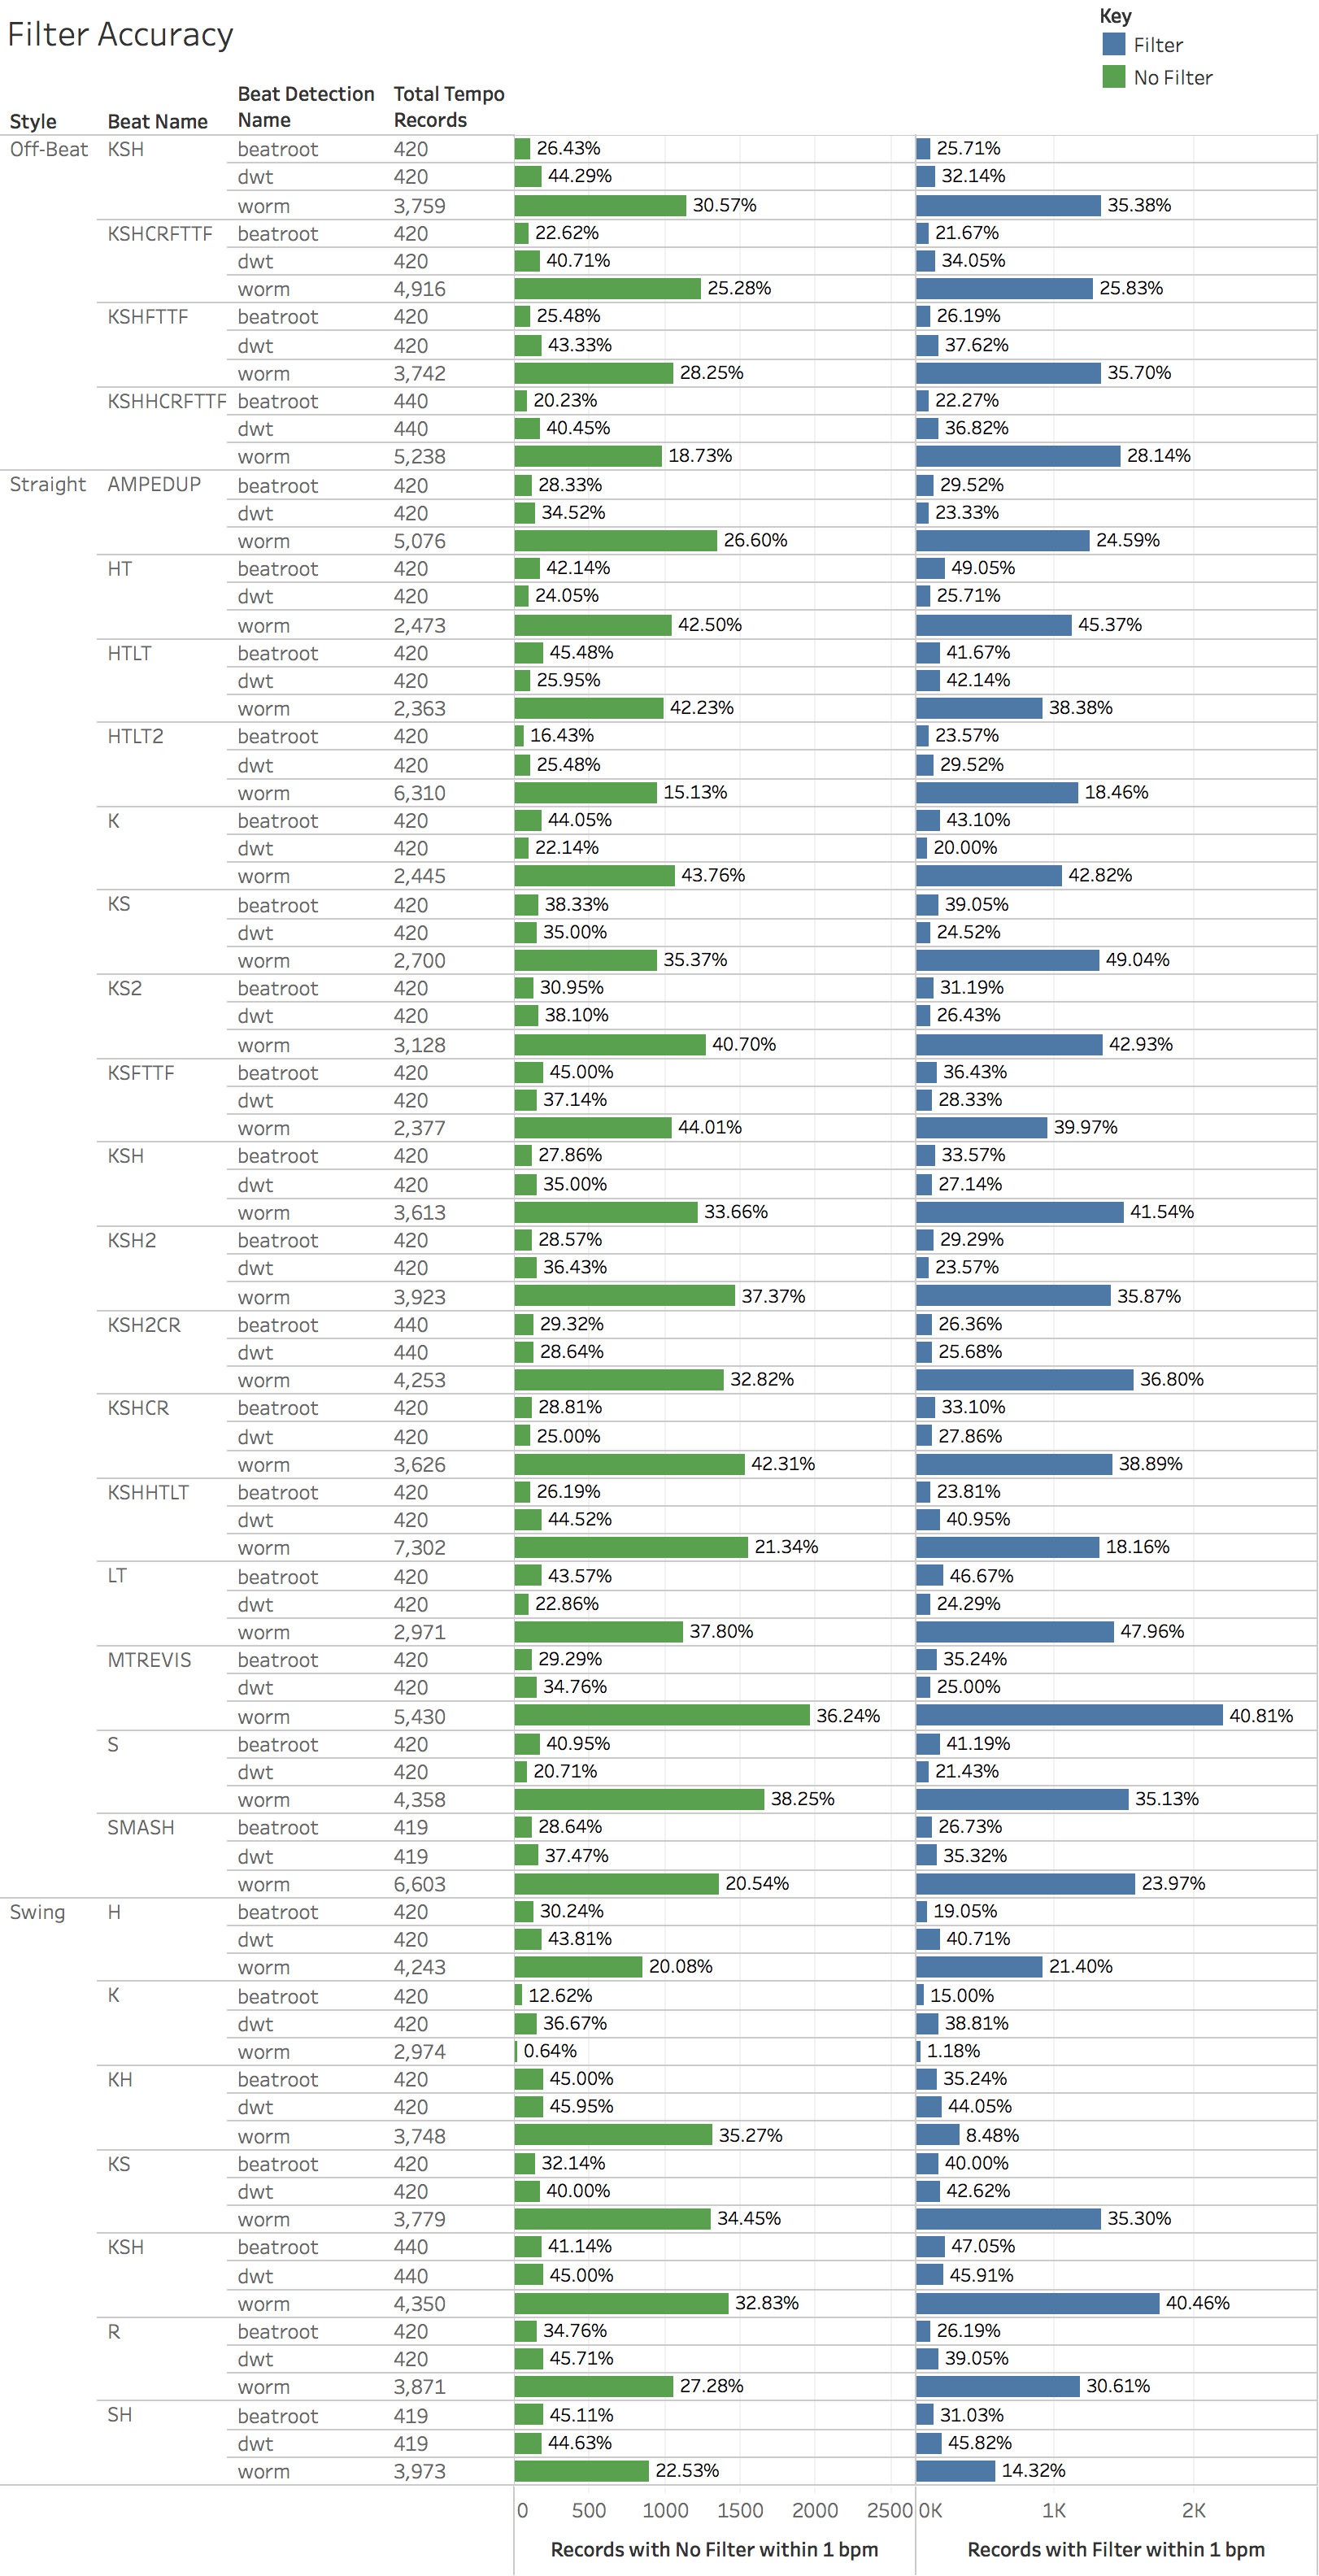 Filter Accuracy
Key
Filter
No Filter
Style Beat Name Beat Detection Name Total Tempo Records
Off-Beat KSH beatroot 420 26.43% 25.71%
dwt 420 44.29% 32.14%
worm 3,759 30.57% 35.38%
KSHCRFTTF beatroot 420 22.62% 21.67%
dwt 420 40.71% 34.05%
worm 4,916 25.28% 25.83%
KSHFTTF beatroot 420 25.48% 26.19%
dwt 420 43.33% 37.62%
worm 3,742 28.25% 35.70%
KSHHCRFTTF beatroot 440 20.23% 22.27%
dwt 440 40.45% 36.82%
worm 5,238 18.73% 28.14%
Straight AMPEDUP beatroot 420 28.33% 29.52%
dwt 420 34.52% 23.33%
worm 5,076 26.60% 24.59%
HT beatroot 420 42.14% 49.05%
dwt 420 24.05% 25.71%
worm 2,473 42.50% 45.37%
HTLT beatroot 420 45.48% 41.67%
dwt 420 25.95% 42.14%
worm 2,363 42.23% 38.38%
HTLT2 beatroot 420 16.43% 23.57%
dwt 420 25.48% 29.52%
worm 6,310 15.13% 18.46%
K beatroot 420 44.05% 43.10%
dwt 420 22.14% 20.00%
worm 2,445 43.76% 42.82%
KS beatroot 420 38.33% 39.05%
dwt 420 35.00% 24.52%
worm 2,700 35.37% 49.04%
KS2 beatroot 420 30.95% 31.19%
dwt 420 38.10% 26.43%
worm 3,128 40.70% 42.93%
KSFTTF beatroot 420 45.00% 36.43%
dwt 420 37.14% 28.33%
worm 2,377 44.01% 39.97%
KSH beatroot 420 27.86% 33.57%
dwt 420 35.00% 27.14%
worm 3,613 33.66% 41.54%
KSH2 beatroot 420 28.57% 29.29%
dwt 420 36.43% 23.57%
worm 3,923 37.37% 35.87%
KSH2CR beatroot 440 29.32% 26.36%
dwt 440 28.64% 25.68%
worm 4,253 32.82% 36.80%
KSHCR beatroot 420 28.81% 33.10%
dwt 420 25.00% 27.86%
worm 3,626 42.31% 38.89%
KSHHTLT beatroot 420 26.19% 23.81%
dwt 420 44.52% 40.95%
worm 7,302 21.34% 18.16%
LT beatroot 420 43.57% 46.67%
dwt 420 22.86% 24.29%
worm 2,971 37.80% 47.96%
MTREVIS beatroot 420 29.29% 35.24%
dwt 420 34.76% 25.00%
worm 5,430 36.24% 40.81%
S beatroot 420 40.95% 41.19%
dwt 420 20.71% 21.43%
worm 4,358 38.25% 35.13%
SMASH beatroot 419 28.64% 26.73%
dwt 419 37.47% 35.32%
worm 6,603 20.54% 23.97%
Swing H beatroot 420 30.24% 19.05%
dwt 420 43.81% 40.71%
worm 4,243 20.08% 21.40%
K beatroot 420 12.62% 15.00%
dwt 420 36.67% 38.81%
worm 2,974 0.64% 1.18%
KH beatroot 420 45.00% 35.24%
dwt 420 45.95% 44.05%
worm 3,748 35.27% 8.48%
KS beatroot 420 32.14% 40.00%
dwt 420 40.00% 42.62%
worm 3,779 34.45% 35.30%
KSH beatroot 440 41.14% 47.05%
dwt 440 45.00% 45.91%
worm 4,350 32.83% 40.46%
R beatroot 420 34.76% 26.19%
dwt 420 45.71% 39.05%
worm 3,871 27.28% 30.61%
SH beatroot 419 45.11% 31.03%
dwt 419 44.63% 45.82%
worm 3,973 22.53% 14.32%
0 500 1000 1500 2000 2500 0K 1K 2K
Records with No Filter within 1 bpm Records with Filter within 1 bpm